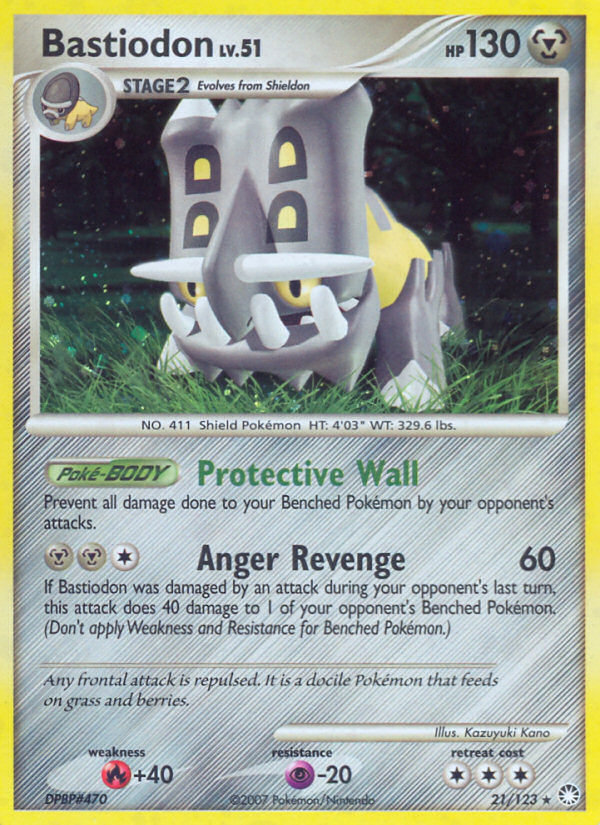 Bastiodon LV.51 HP 130
STAGE2 Evolves from Shieldon
NO. 411 Shield Pokémon HT: 4'03" WT: 329.6 lbs.
Poké-BODY Protective Wall
Prevent all damage done to your Benched Pokémon by your opponent's
attacks.
Anger Revenge 60
If Bastiodon was damaged by an attack during your opponent's last turn,
this attack does 40 damage to 1 of your opponent's Benched Pokémon.
(Don't apply Weakness and Resistance for Benched Pokémon.)
Any frontal attack is repulsed. It is a docile Pokémon that feeds
on grass and berries.
Illus. Kazuyuki Kano
weakness resistance retreat cost
+40 -20
DPBP#470 ©2007 Pokémon/Nintendo 21/123 ★